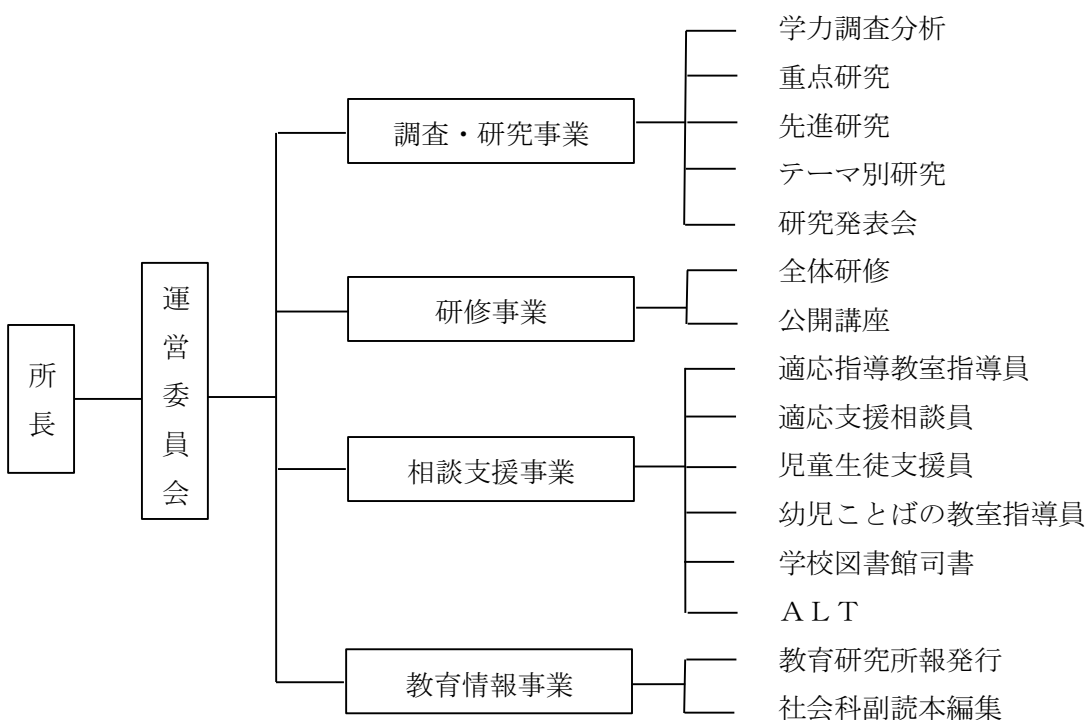 所長
運営委員会
調査・研究事業
学力調査分析
重点研究
先進研究
テーマ別研究
研究発表会
研修事業
全体研修
公開講座
相談支援事業
適応指導教室指導員
適応支援相談員
児童生徒支援員
幼児ことばの教室指導員
学校図書館司書
ＡＬＴ
教育情報事業
教育研究所報発行
社会科副読本編集